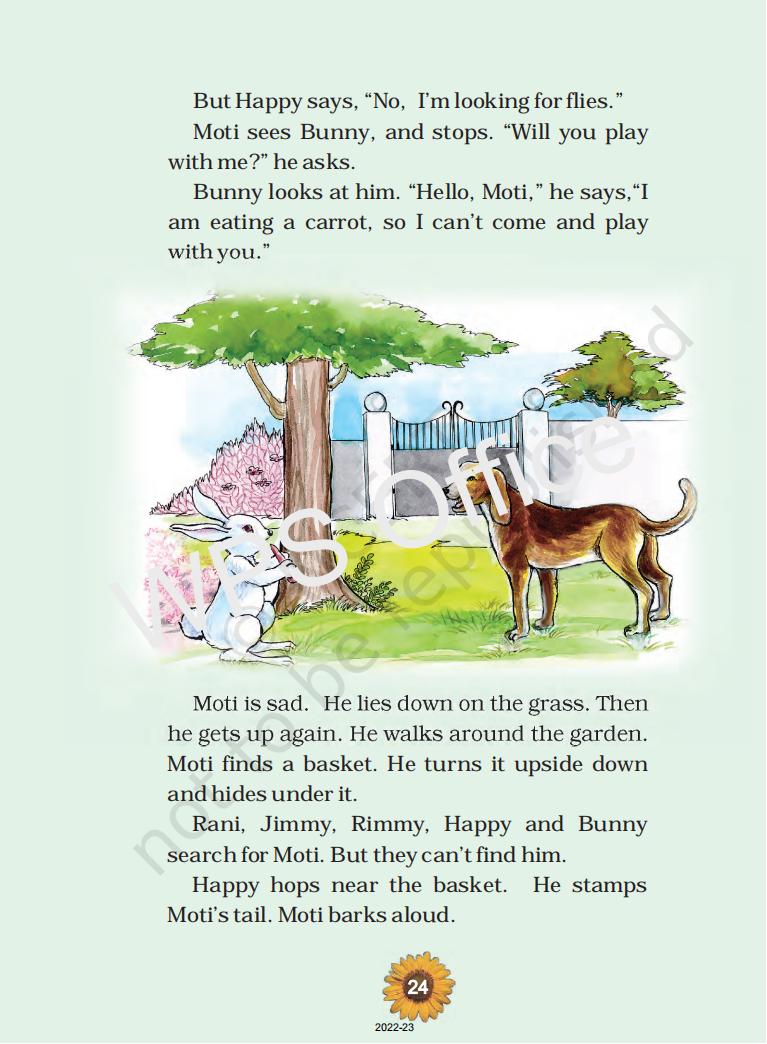 But Happy says, “No,  I’m looking for flies.”
Moti sees Bunny, and stops. “Will you play
with me?” he asks.
Bunny looks at him. “Hello, Moti,” he says,“I
am eating a carrot, so I can’t come and play
with you.”
WPS Office
not to be republished
Moti is sad.  He lies down on the grass. Then
he gets up again. He walks around the garden.
Moti finds a basket. He turns it upside down
and hides under it.
Rani, Jimmy, Rimmy, Happy and Bunny
search for Moti. But they can’t find him.
Happy hops near the basket.  He stamps
Moti’s tail. Moti barks aloud.
24
2022-23